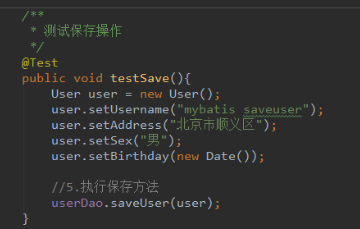 /**
 * 测试保存操作
 */
@Test
public void testSave(){
    User user = new User();
    user.setUsername("mybatis saveuser");
    user.setAddress("北京市顺义区");
    user.setSex("男");
    user.setBirthday(new Date());

    //5.执行保存方法
    userDao.saveUser(user);
}